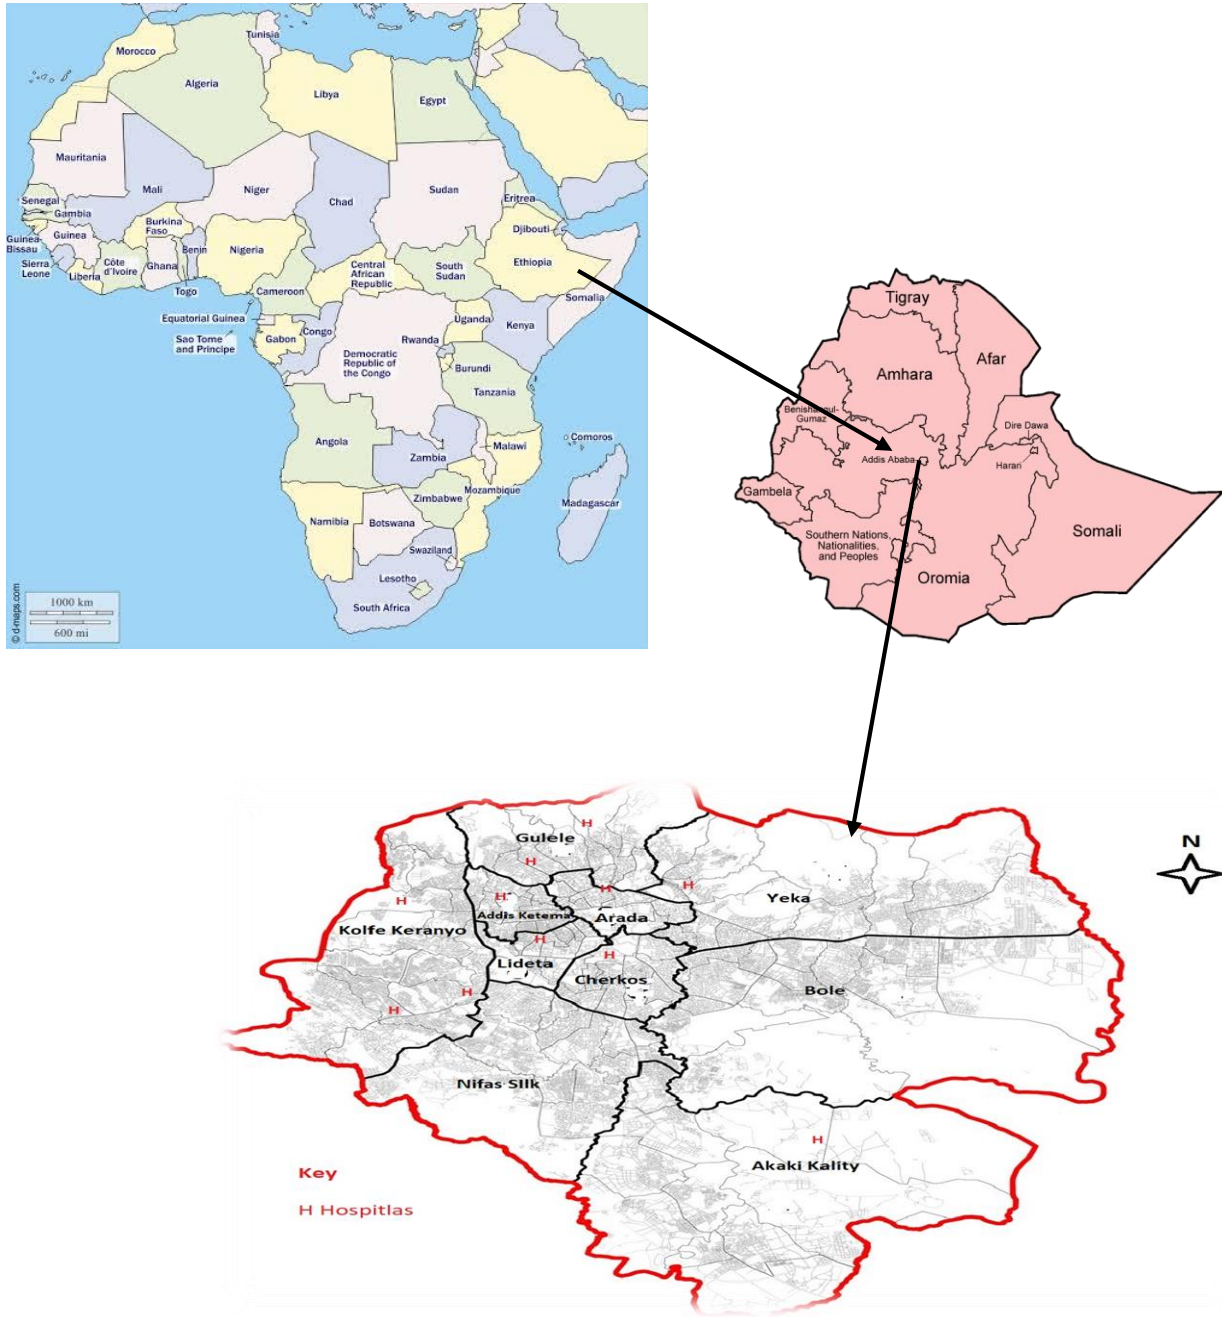 Tunisia
Morocco
Algeria
Libya
Egypt
Mauritania
Mali
Niger
Chad
Sudan
Eritrea
Senegal
Gambia
Guinea
Guinea
Bissau
Sierra
Leone
Liberia
Côte
d'Ivoire
Burkina
Faso
Ghana
Benin
Togo
Nigeria
Cameroon
Central
African
Republic
South
Sudan
Djibouti
Ethiopia
Somalia
Equatorial Guinea
Sao Tome
and Principe
Gabon
Congo
Democratic
Republic of
the Congo
Rwanda
Uganda
Kenya
Burundi
Tanzania
Angola
Zambia
Malawi
Comoros
Mozambique
Zimbabwe
Madagascar
Namibia
Botswana
Swaziland
Lesotho
South Africa
1000 km
600 mi
© d-maps.com
Tigray
Afar
Amhara
Benishangul-
Gumaz
Dire Dawa
Addis Ababa
Harari
Gambela
Southern Nations,
Nationalities,
and Peoples
Somali
Oromia
N
H
Gulele
H
H
H
H
H
Yeka
Addis Ketema
Arada
Kolfe Keranyo
H
H
Lideta
Cherkos
H
Bole
H
Nifas SIlk
H
Akaki Kality
Key
H Hospitlas